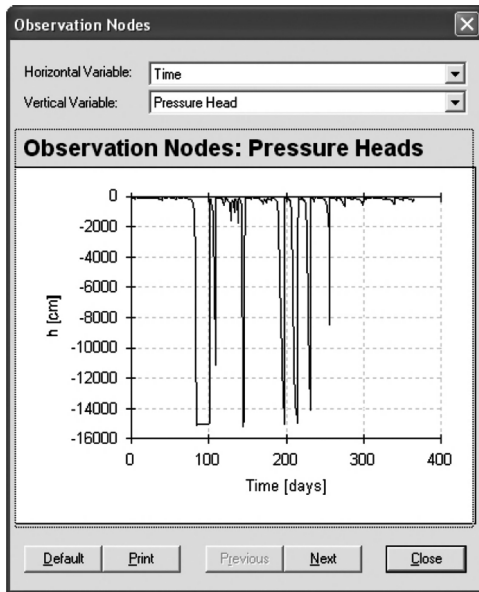 Observation Nodes
Horizontal Variable: Time
Vertical Variable: Pressure Head
Observation Nodes: Pressure Heads
0
-2000
-4000
-6000
-8000
-10000
-12000
-14000
-16000
h [cm]
0 100 200 300 400
Time [days]
Default Print Previous Next Close